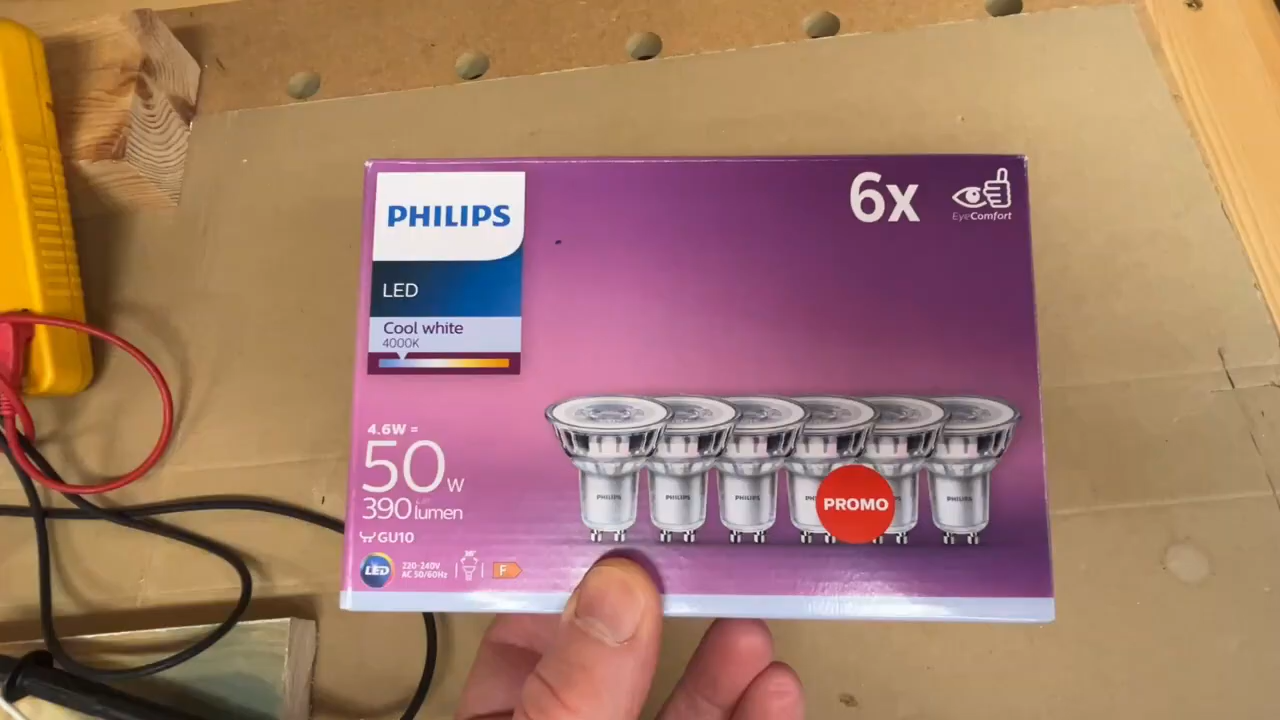 PHILIPS
LED
Cool white
4000K
6x
EyeComfort
4.6W =
50W
390 lumen
GU10
LED
220-240V
AC 50/60Hz
36°
F
PHILIPS
PHILIPS
PHILIPS
PHI
PROMO
PHILIPS